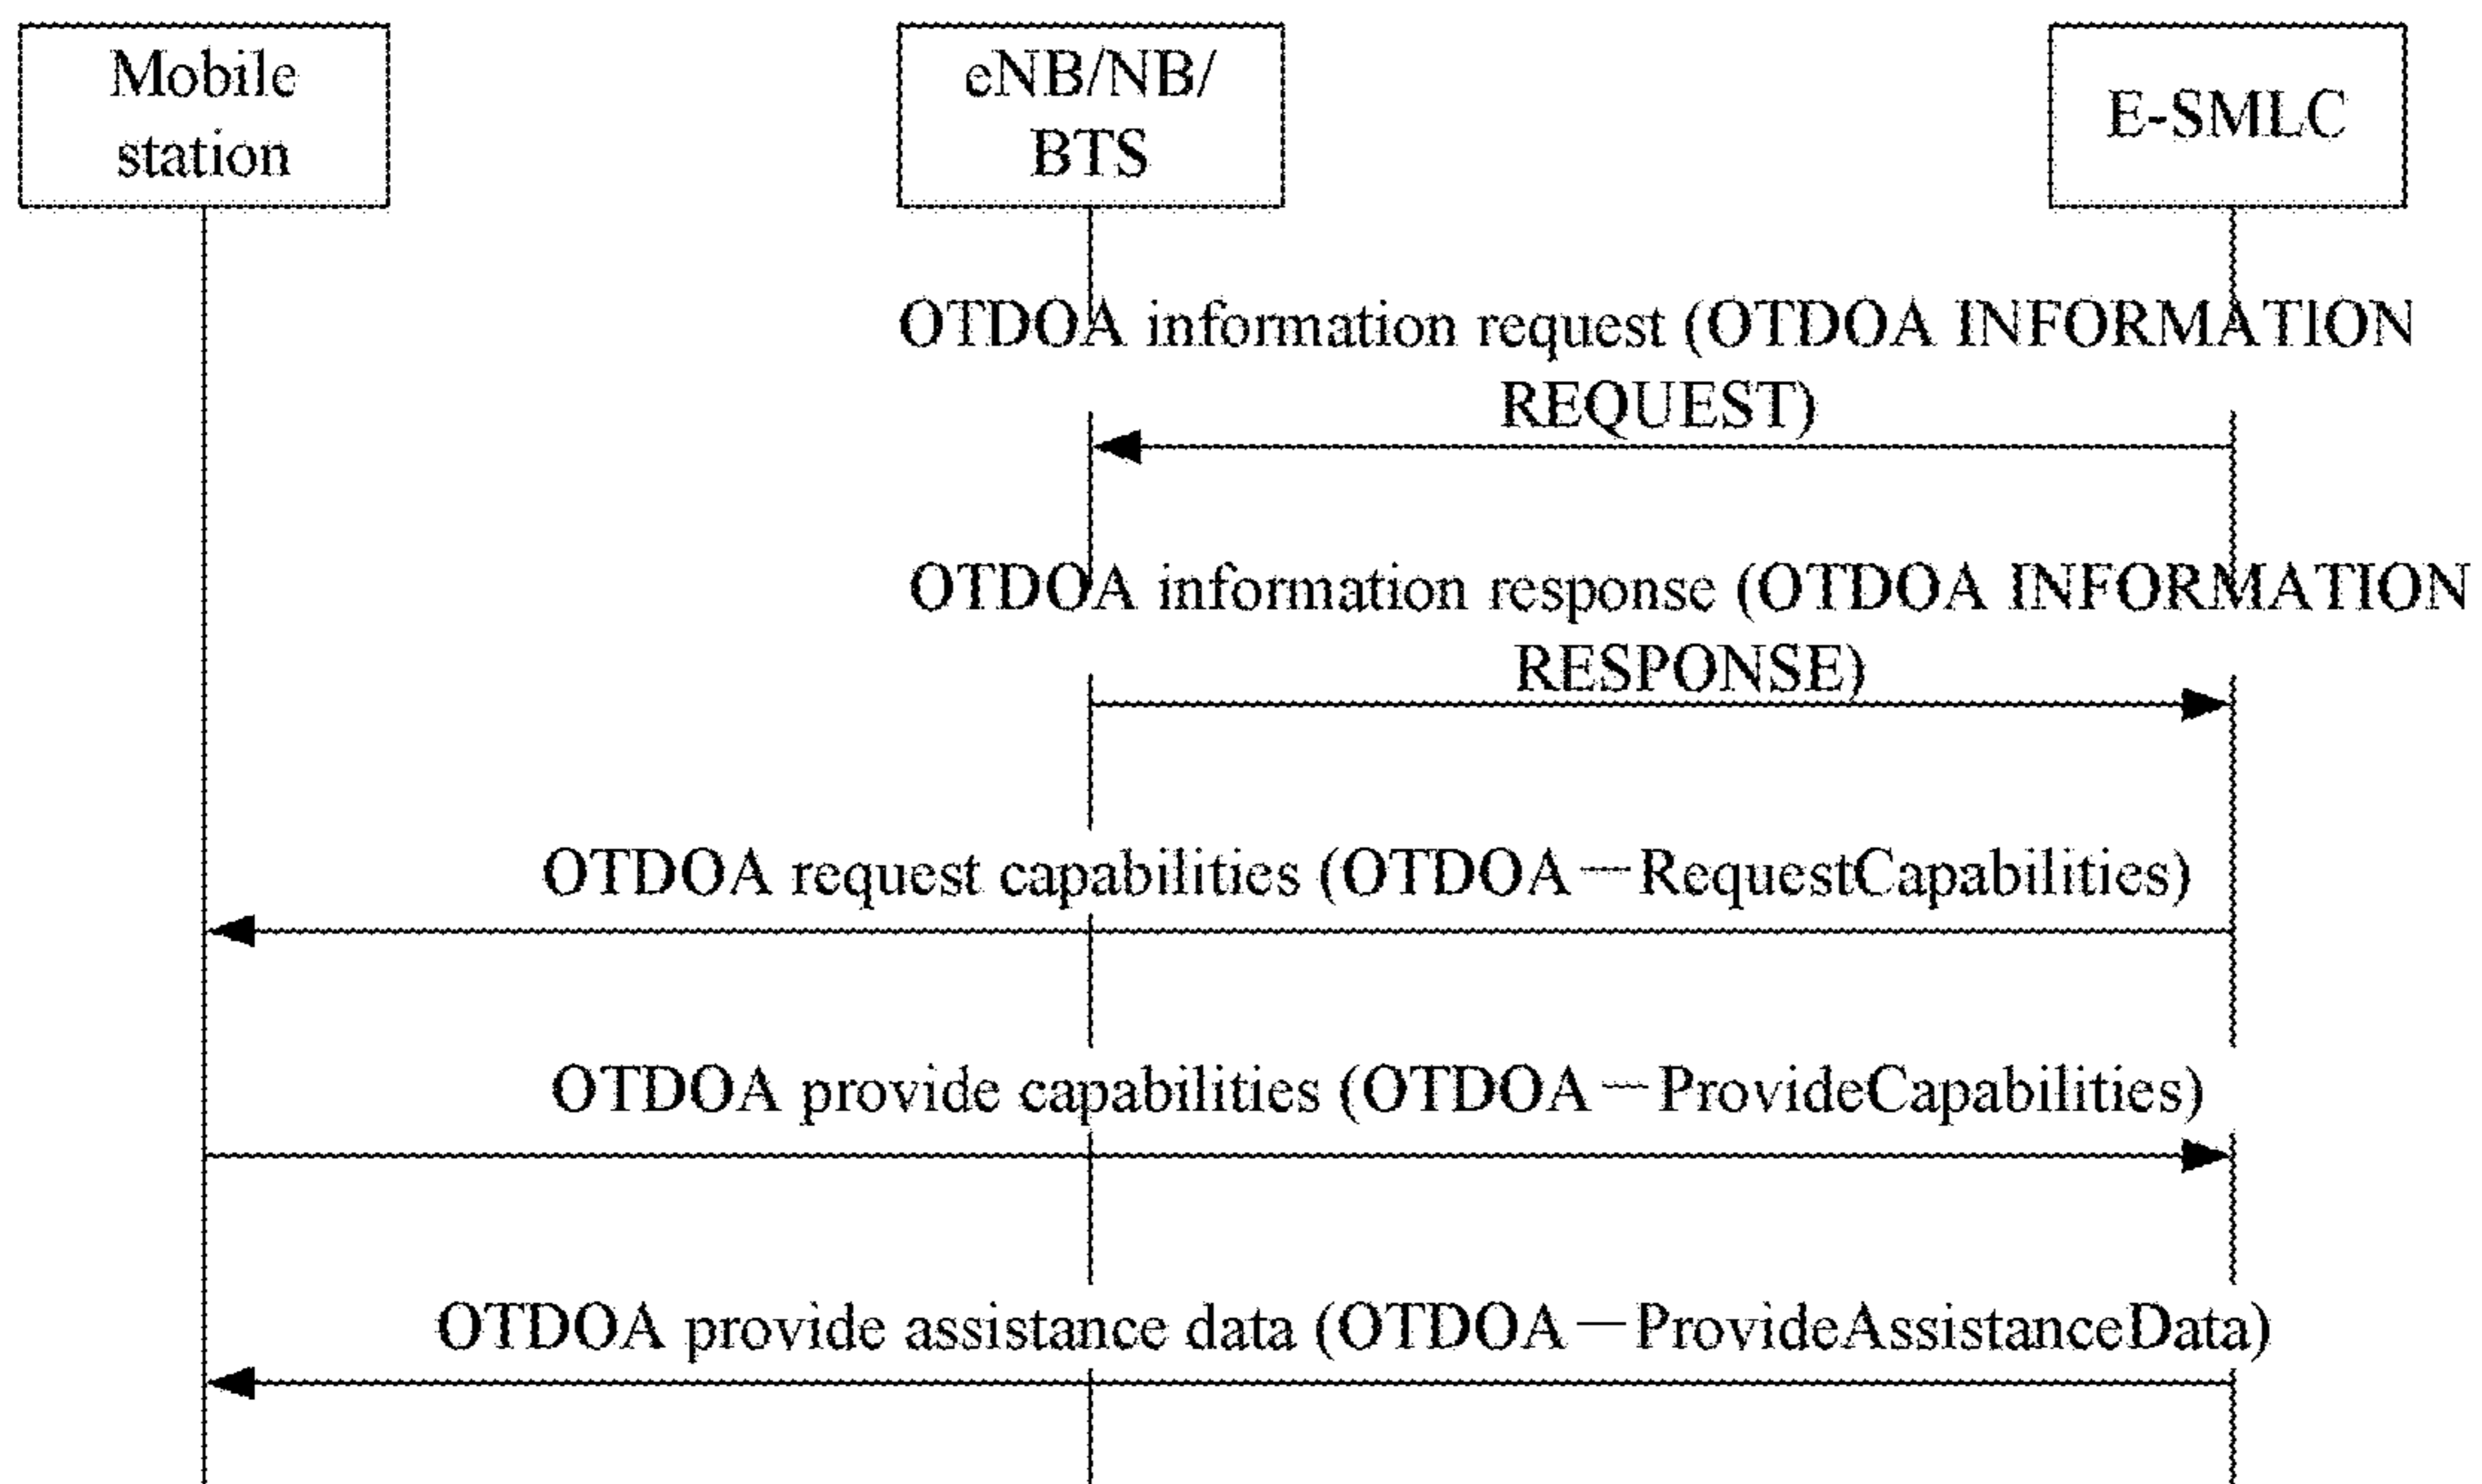 Mobile
station
eNB/NB/
BTS
E-SMLC
OTDOA information request (OTDOA INFORMATION
REQUEST)
OTDOA information response (OTDOA INFORMATION
RESPONSE)
OTDOA request capabilities (OTDOA—RequestCapabilities)
OTDOA provide capabilities (OTDOA—ProvideCapabilities)
OTDOA provide assistance data (OTDOA—ProvideAssistanceData)